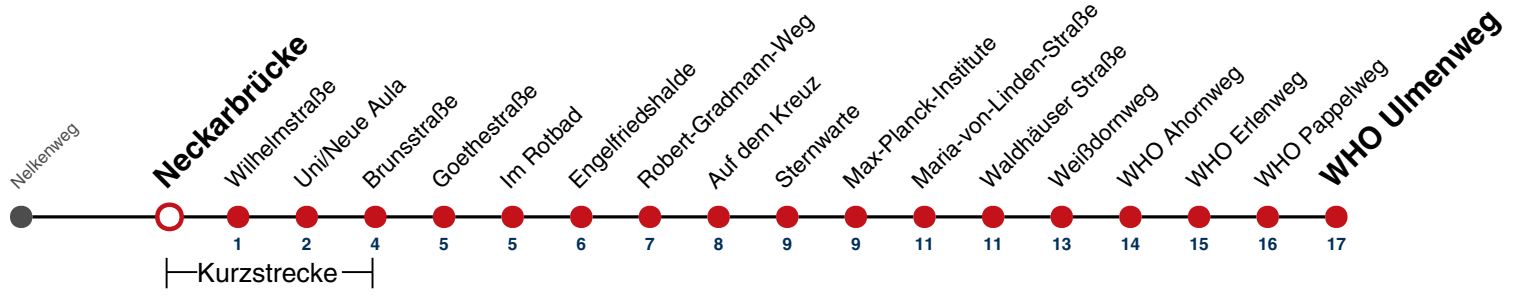 Nelkenweg
Neckarbrücke
Wilhelmstraße
Uni/Neue Aula
Brunsstraße
Goethestraße
Im Rotbad
Engelfriedshalde
Robert-Gradmann-Weg
Auf dem Kreuz
Sternwarte
Max-Planck-Institute
Maria-von-Linden-Straße
Waldhäuser Straße
Weißdornweg
WHO Ahornweg
WHO Erlenweg
WHO Pappelweg
WHO Ulmenweg
1 2 4 5 5 6 7 8 9 9 11 11 13 14 15 16 17
Kurzstrecke